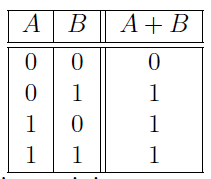 A B A + B
0 0 0
0 1 1
1 0 1
1 1 1